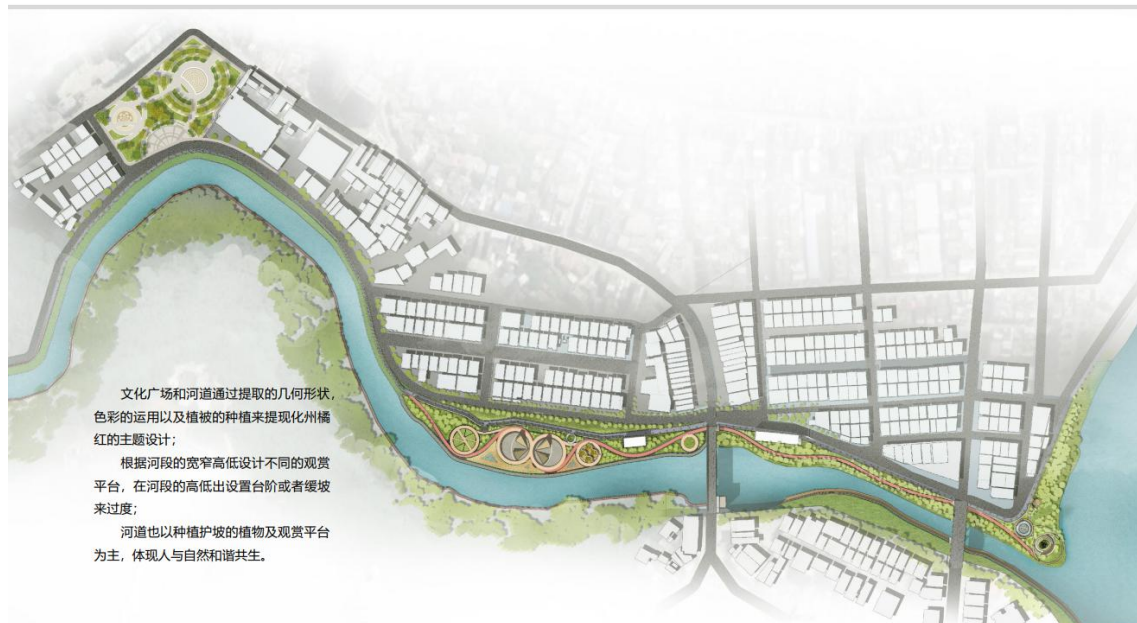 文化广场和河道通过提取的几何形状，
色彩的运用以及植被的种植来提现化州橘
红的主题设计；
根据河段的宽窄高低设计不同的观赏
平台，在河段的高低出设置台阶或者缓坡
来过度；
河道也以种植护坡的植物及观赏平台
为主，体现人与自然和谐共生。